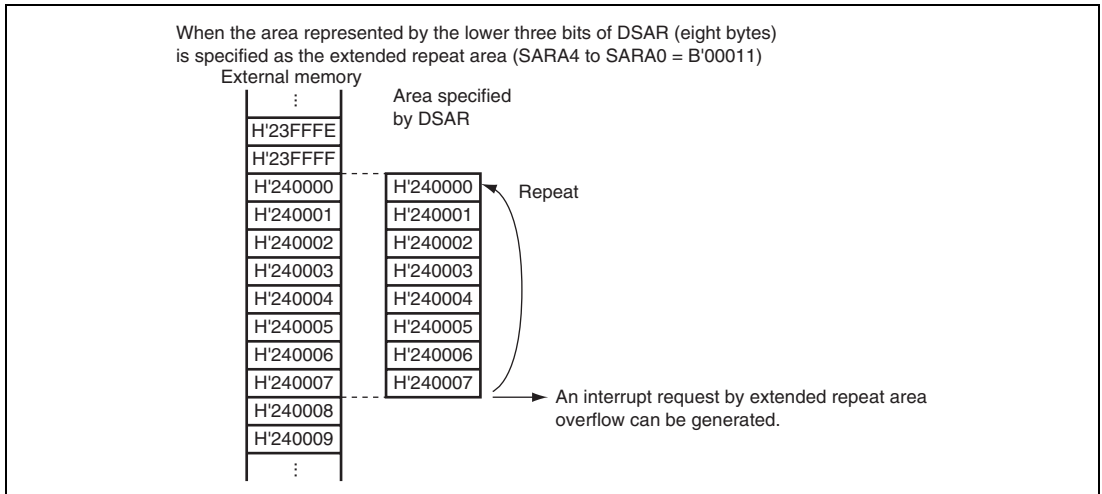 When the area represented by the lower three bits of DSAR (eight bytes)
is specified as the extended repeat area (SARA4 to SARA0 = B'00011)
External memory
⋮
Area specified
by DSAR
H'23FFFE
H'23FFFF
H'240000 H'240000 Repeat
H'240001 H'240001
H'240002 H'240002
H'240003 H'240003
H'240004 H'240004
H'240005 H'240005
H'240006 H'240006
H'240007 H'240007
An interrupt request by extended repeat area
overflow can be generated.
H'240008
H'240009
⋮